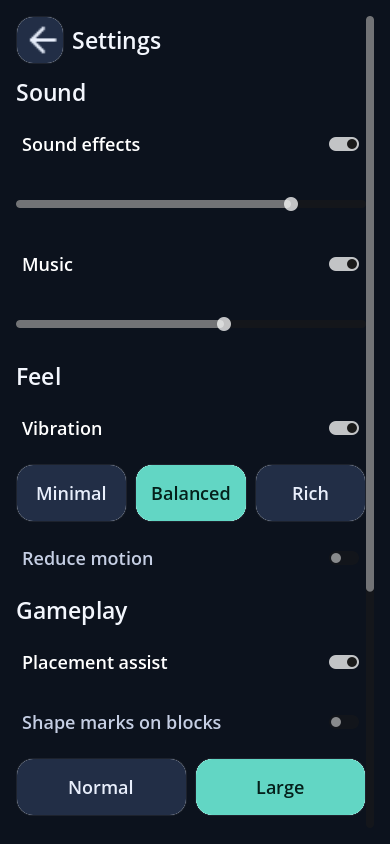 Settings
Sound
Sound effects
Music
Feel
Vibration
Minimal Balanced Rich
Reduce motion
Gameplay
Placement assist
Shape marks on blocks
Normal Large